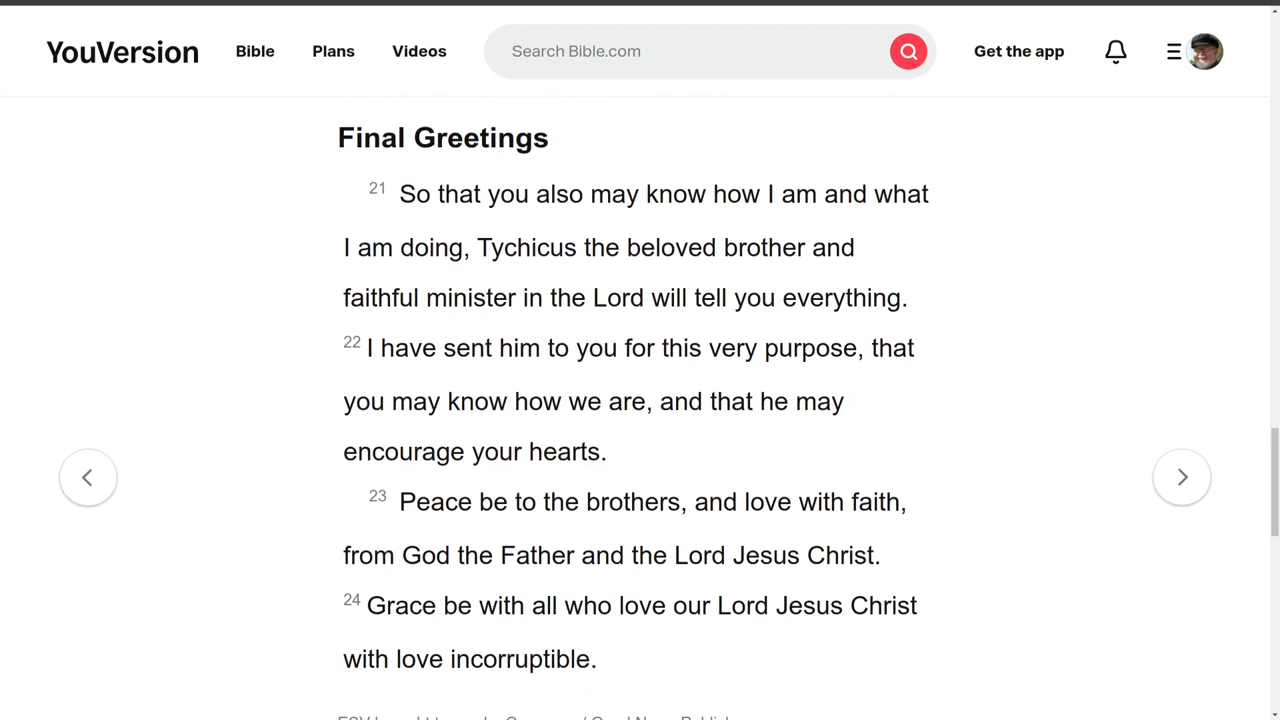 YouVersion
Bible
Plans
Videos
Search Bible.com
Get the app
Final Greetings
21 So that you also may know how I am and what
I am doing, Tychicus the beloved brother and
faithful minister in the Lord will tell you everything.
22 I have sent him to you for this very purpose, that
you may know how we are, and that he may
encourage your hearts.
23 Peace be to the brothers, and love with faith,
from God the Father and the Lord Jesus Christ.
24 Grace be with all who love our Lord Jesus Christ
with love incorruptible.